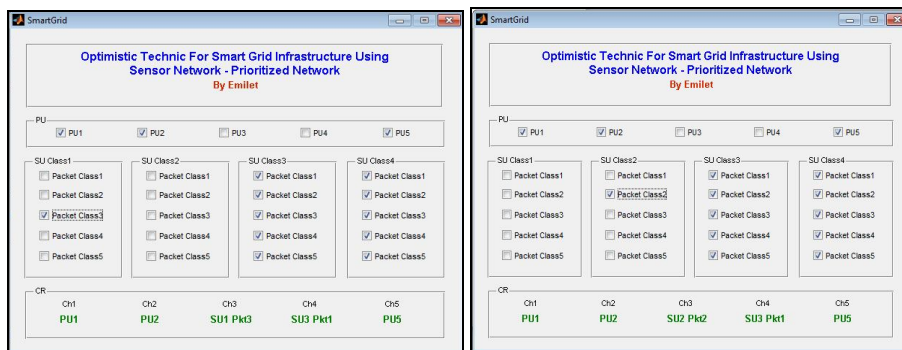 SmartGrid
Optimistic Technic For Smart Grid Infrastructure Using
Sensor Network - Prioritized Network
By Emilet
PU
PU1 PU2 PU3 PU4 PU5
SU Class1 SU Class2 SU Class3 SU Class4
Packet Class1 Packet Class1 Packet Class1 Packet Class1
Packet Class2 Packet Class2 Packet Class2 Packet Class2
Packet Class3 Packet Class3 Packet Class3 Packet Class3
Packet Class4 Packet Class4 Packet Class4 Packet Class4
Packet Class5 Packet Class5 Packet Class5 Packet Class5
CR
Ch1 Ch2 Ch3 Ch4 Ch5
PU1 PU2 SU1 Pkt3 SU3 Pkt1 PU5
SmartGrid
Optimistic Technic For Smart Grid Infrastructure Using
Sensor Network - Prioritized Network
By Emilet
PU
PU1 PU2 PU3 PU4 PU5
SU Class1 SU Class2 SU Class3 SU Class4
Packet Class1 Packet Class1 Packet Class1 Packet Class1
Packet Class2 Packet Class2 Packet Class2 Packet Class2
Packet Class3 Packet Class3 Packet Class3 Packet Class3
Packet Class4 Packet Class4 Packet Class4 Packet Class4
Packet Class5 Packet Class5 Packet Class5 Packet Class5
CR
Ch1 Ch2 Ch3 Ch4 Ch5
PU1 PU2 SU2 Pkt2 SU3 Pkt1 PU5